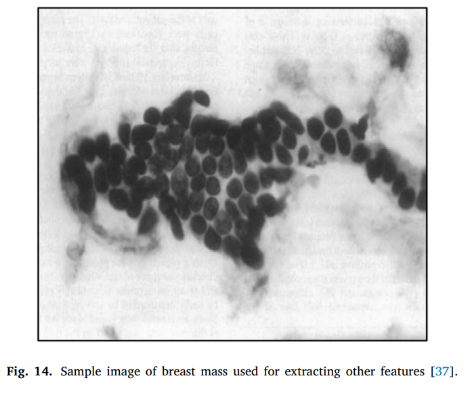 Fig. 14. Sample image of breast mass used for extracting other features [37].